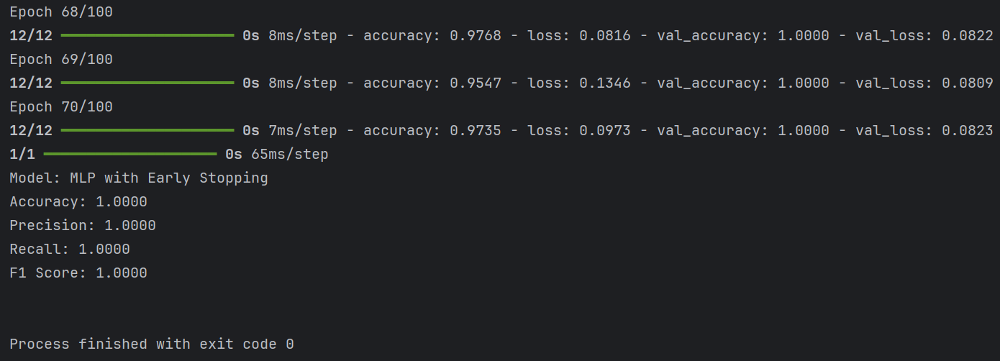 Epoch 68/100
12/12 ━━━━━━━━━━━━━━━━━━━━ 0s 8ms/step - accuracy: 0.9768 - loss: 0.0816 - val_accuracy: 1.0000 - val_loss: 0.0822
Epoch 69/100
12/12 ━━━━━━━━━━━━━━━━━━━━ 0s 8ms/step - accuracy: 0.9547 - loss: 0.1346 - val_accuracy: 1.0000 - val_loss: 0.0809
Epoch 70/100
12/12 ━━━━━━━━━━━━━━━━━━━━ 0s 7ms/step - accuracy: 0.9735 - loss: 0.0973 - val_accuracy: 1.0000 - val_loss: 0.0823
1/1 ━━━━━━━━━━━━━━━━━━━━ 0s 65ms/step
Model: MLP with Early Stopping
Accuracy: 1.0000
Precision: 1.0000
Recall: 1.0000
F1 Score: 1.0000
Process finished with exit code 0